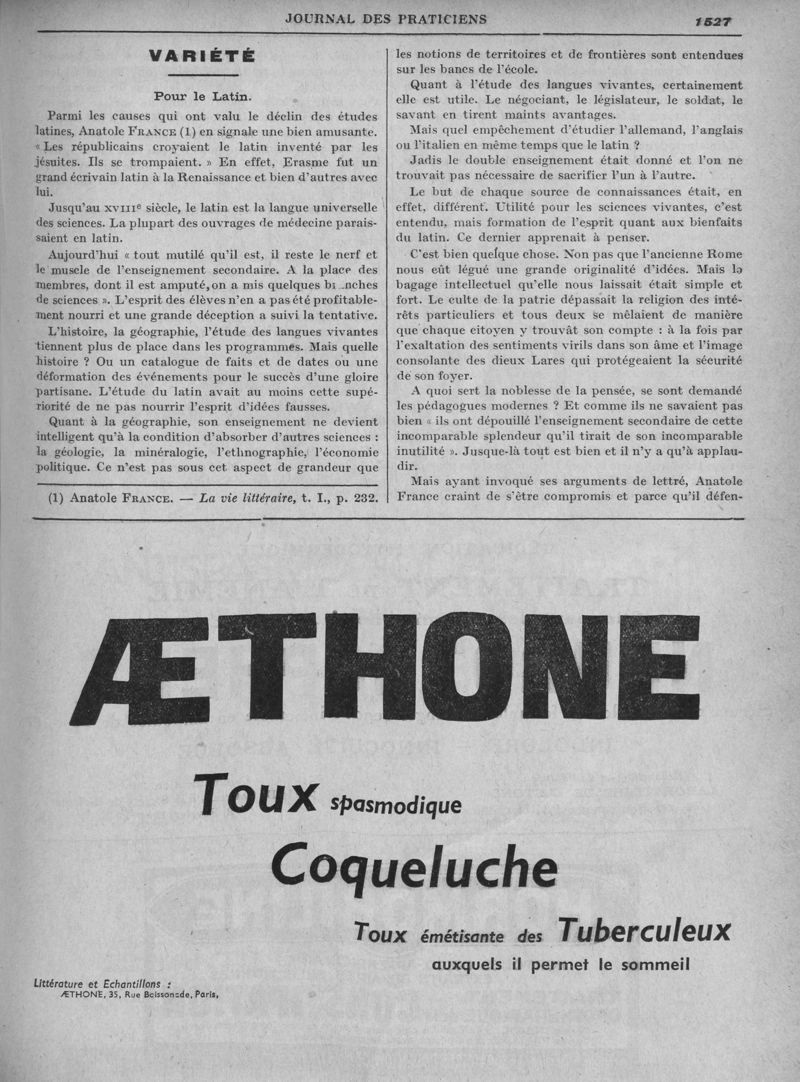 JOURNAL DES PRATICIENS
1527
VARIÉTÉ
Pour le Latin.
Parmi les causes qui ont valu le déclin des études
latines, Anatole FRANCE (1) en signale une bien amusante.
« Les républicains croyaient le latin inventé par les
jésuites. Ils se trompaient. » En effet, Erasme fut un
grand écrivain latin à la Renaissance et bien d'autres avec
lui.
Jusqu'au XVIIIe siècle, le latin est la langue universelle
des sciences. La plupart des ouvrages de médecine parais-
saient en latin.
Aujourd'hui « tout mutilé qu'il est, il reste le nerf et
le muscle de l'enseignement secondaire. A la place des
membres, dont il est amputé, on a mis quelques
de sciences ». L'esprit des élèves n'en a pas été profitable-
ment nourri et une grande déception a suivi la tentative.
L'histoire, la géographie, l'étude des langues vivantes
tiennent plus de place dans les programmes. Mais quelle
histoire ? Ou un catalogue de faits et de dates ou une
déformation des événements pour le succès d'une gloire
partisane. L'étude du latin avait au moins cette supé-
riorité de ne pas nourrir l'esprit d'idées fausses.
Quant à la géographie, son enseignement ne devient
intelligent qu'à la condition d'absorber d'autres sciences :
la géologie, la minéralogie, l'ethnographie, l'économie
politique. Ce n'est pas sous cet aspect de grandeur que
(1) Anatole FRANCE. — La vie littéraire, t. I., p. 232.
les notions de territoires et de frontières sont entendues
sur les bancs de l'école.
Quant à l'étude des langues vivantes, certainement
elle est utile. Le négociant, le législateur, le soldat, le
savant en tirent maints avantages.
Mais quel empêchement d'étudier l'allemand, l'anglais
ou l'italien en même temps que le latin ?
Jadis le double enseignement était donné et l'on ne
trouvait pas nécessaire de sacrifier l'un à l'autre.
Le but de chaque source de connaissances était, en
effet, différent. Utilité pour les sciences vivantes, c'est
entendu, mais formation de l'esprit quant aux bienfaits
du latin. Ce dernier apprenait à penser.
C'est bien quelque chose. Non pas que l'ancienne Rome
nous eût légué une grande originalité d'idées. Mais le
bagage intellectuel qu'elle nous laissait était simple et
fort. Le culte de la patrie dépassait la religion des inté-
rêts particuliers et tous deux se mêlaient de manière
que chaque citoyen y trouvât son compte : à la fois par
l'exaltation des sentiments virils dans son âme et l'image
consolante des dieux Lares qui protégeaient la sécurité
de son foyer.
A quoi sert la noblesse de la pensée, se sont demandé
les pédagogues modernes ? Et comme ils ne savaient pas
bien « ils ont dépouillé l'enseignement secondaire de cette
incomparable splendeur qu'il tirait de son incomparable
inutilité ». Jusque-là tout est bien et il n'y a qu'à applau-
dir.
Mais ayant invoqué ses arguments de lettré, Anatole
France craint de s'être compromis et parce qu'il défen-
ÆTHONE
Toux spasmodique
Coqueluche
Toux émétisante des Tuberculeux
auxquels il permet le sommeil
Littérature et Echantillons :
ÆTHONE, 35, Rue Boissonade, Paris,